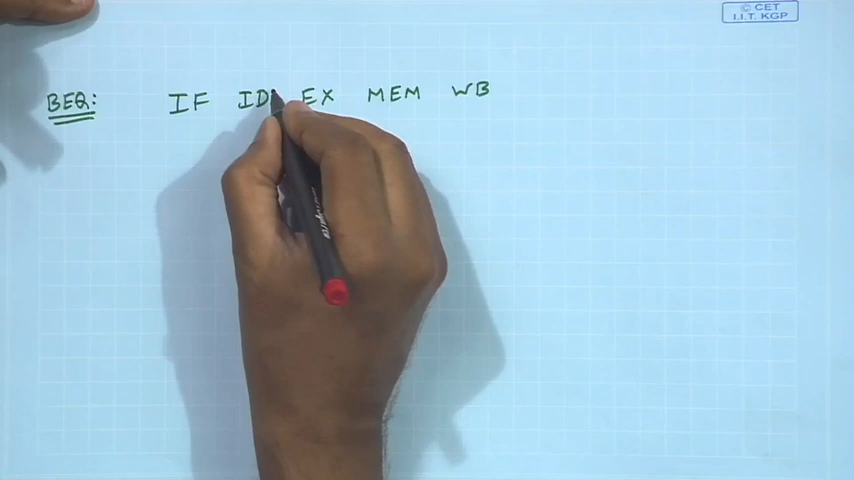 © CET
I.I.T. KGP
BEQ: IF ID EX MEM WB